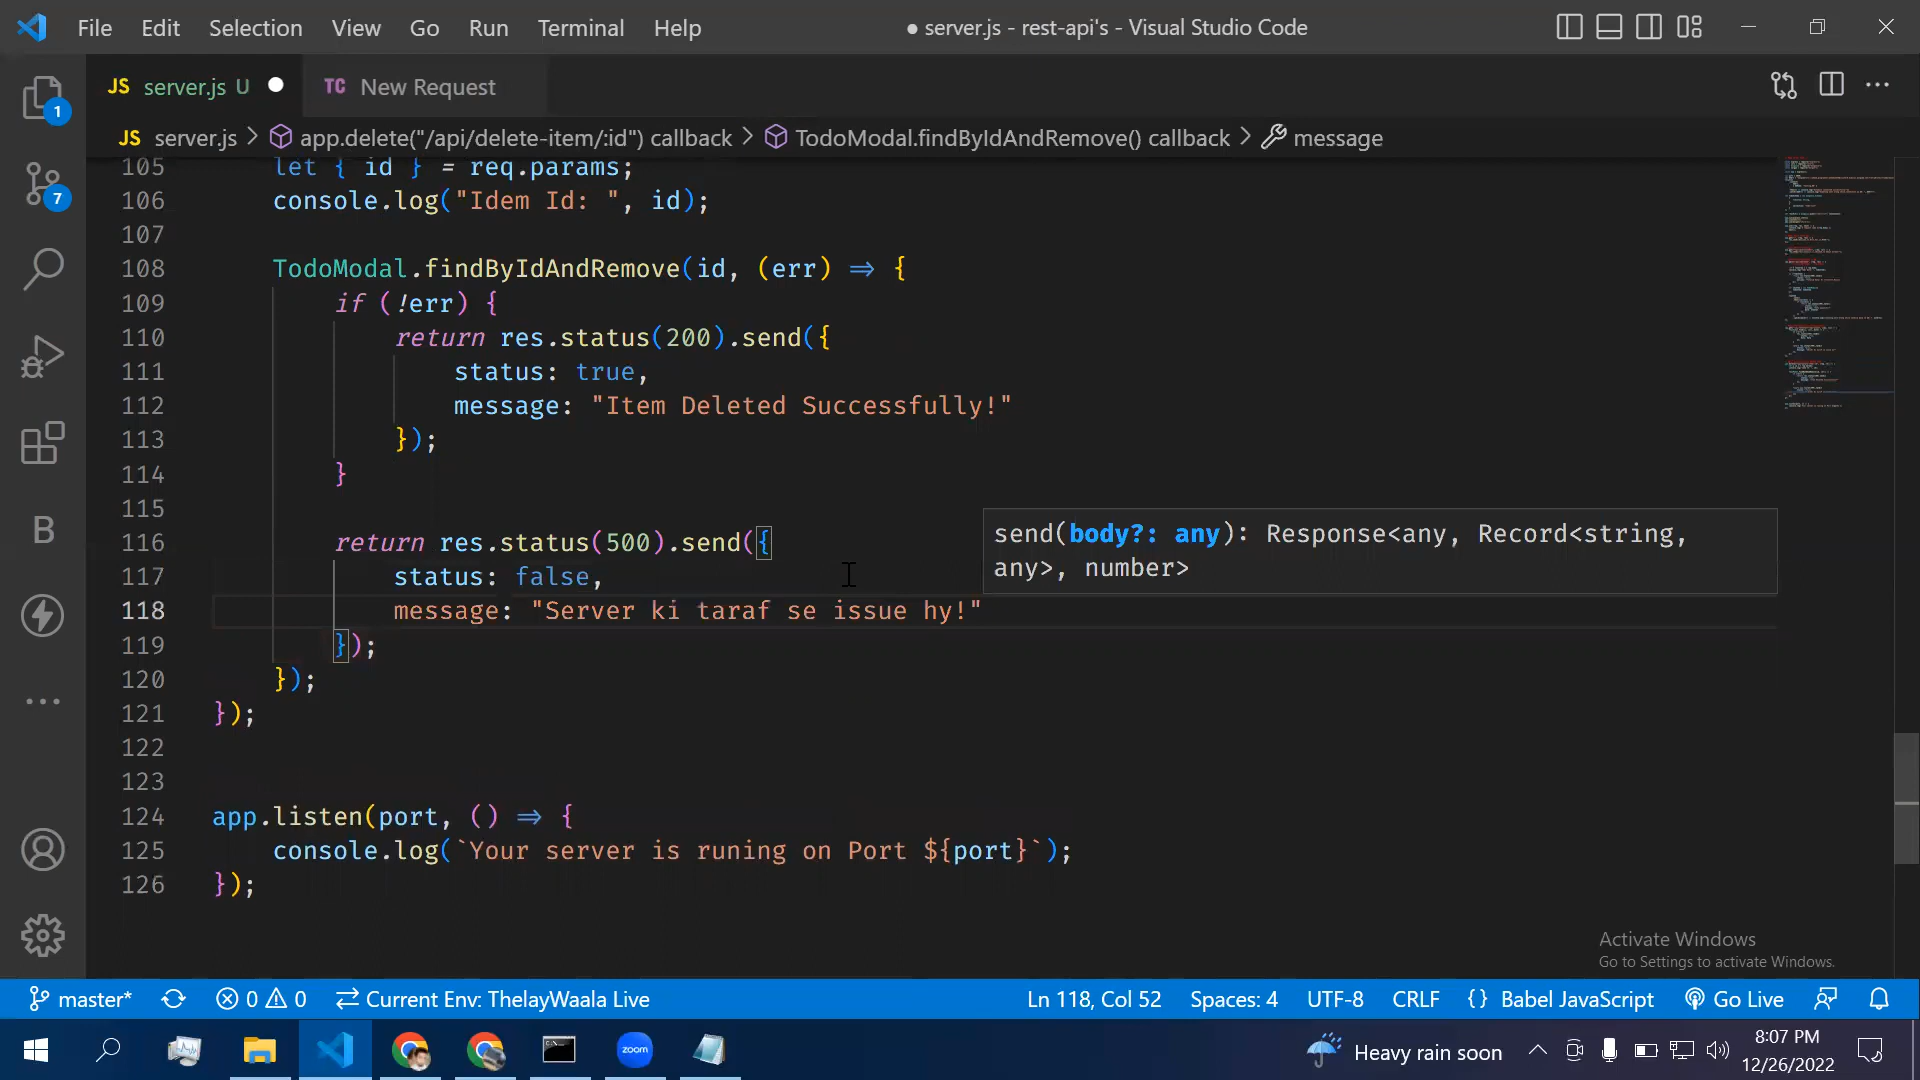 File Edit Selection View Go Run Terminal Help ● server.js - rest-api's - Visual Studio Code
JS server.js U ● TC New Request
JS server.js > app.delete("/api/delete-item/:id") callback > TodoModal.findByIdAndRemove() callback > message
105 let { id } = req.params;
106 console.log("Idem Id: ", id);
107
108 TodoModal.findByIdAndRemove(id, (err) => {
109 if (!err) {
110 return res.status(200).send({
111 status: true,
112 message: "Item Deleted Successfully!"
113 });
114 }
115
116 return res.status(500).send({
send(body?: any): Response<any, Record<string,
any>, number>
117 status: false,
118 message: "Server ki taraf se issue hy!"
119 });
120 });
121 });
122
123
124 app.listen(port, () => {
125 console.log(`Your server is runing on Port ${port}`);
126 });
1
7
B
Activate Windows
Go to Settings to activate Windows.
master* 0 0 Current Env: ThelayWaala Live Ln 118, Col 52 Spaces: 4 UTF-8 CRLF {} Babel JavaScript Go Live
zoom Heavy rain soon 8:07 PM
12/26/2022